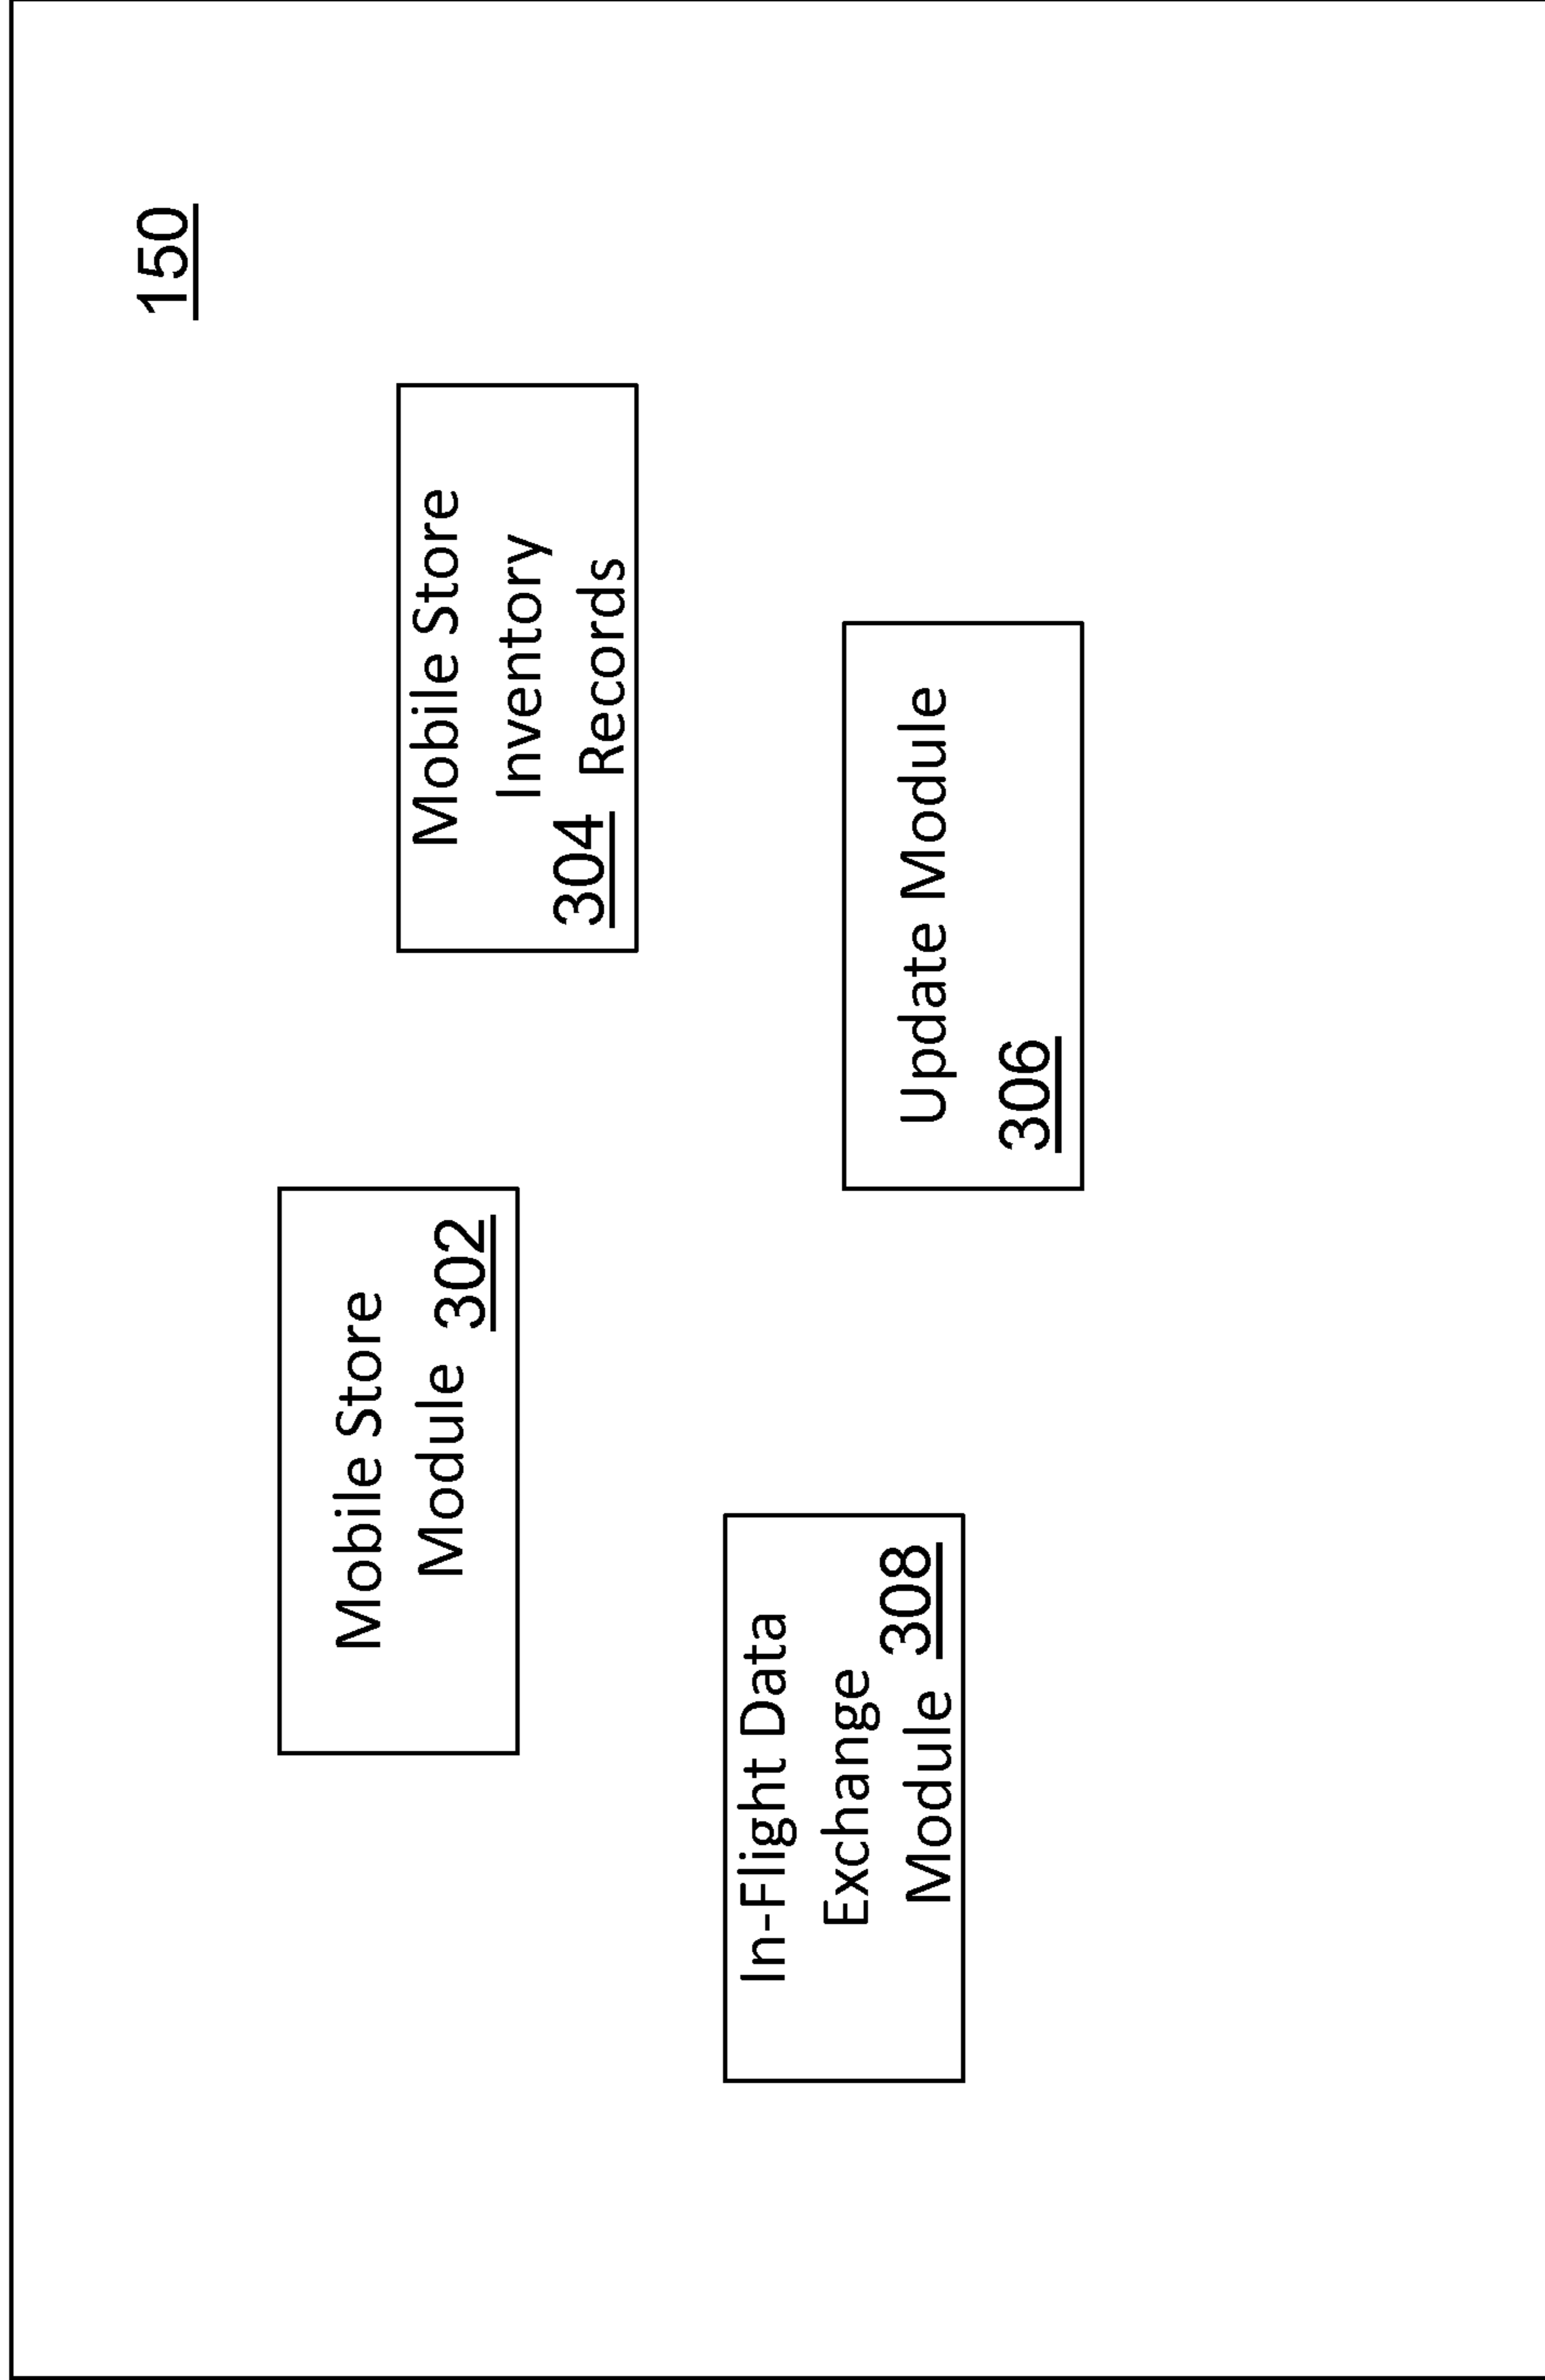 150
Mobile Store
Module 302
Mobile Store
Inventory
304 Records
In-Flight Data
Exchange
Module 308
Update Module
306